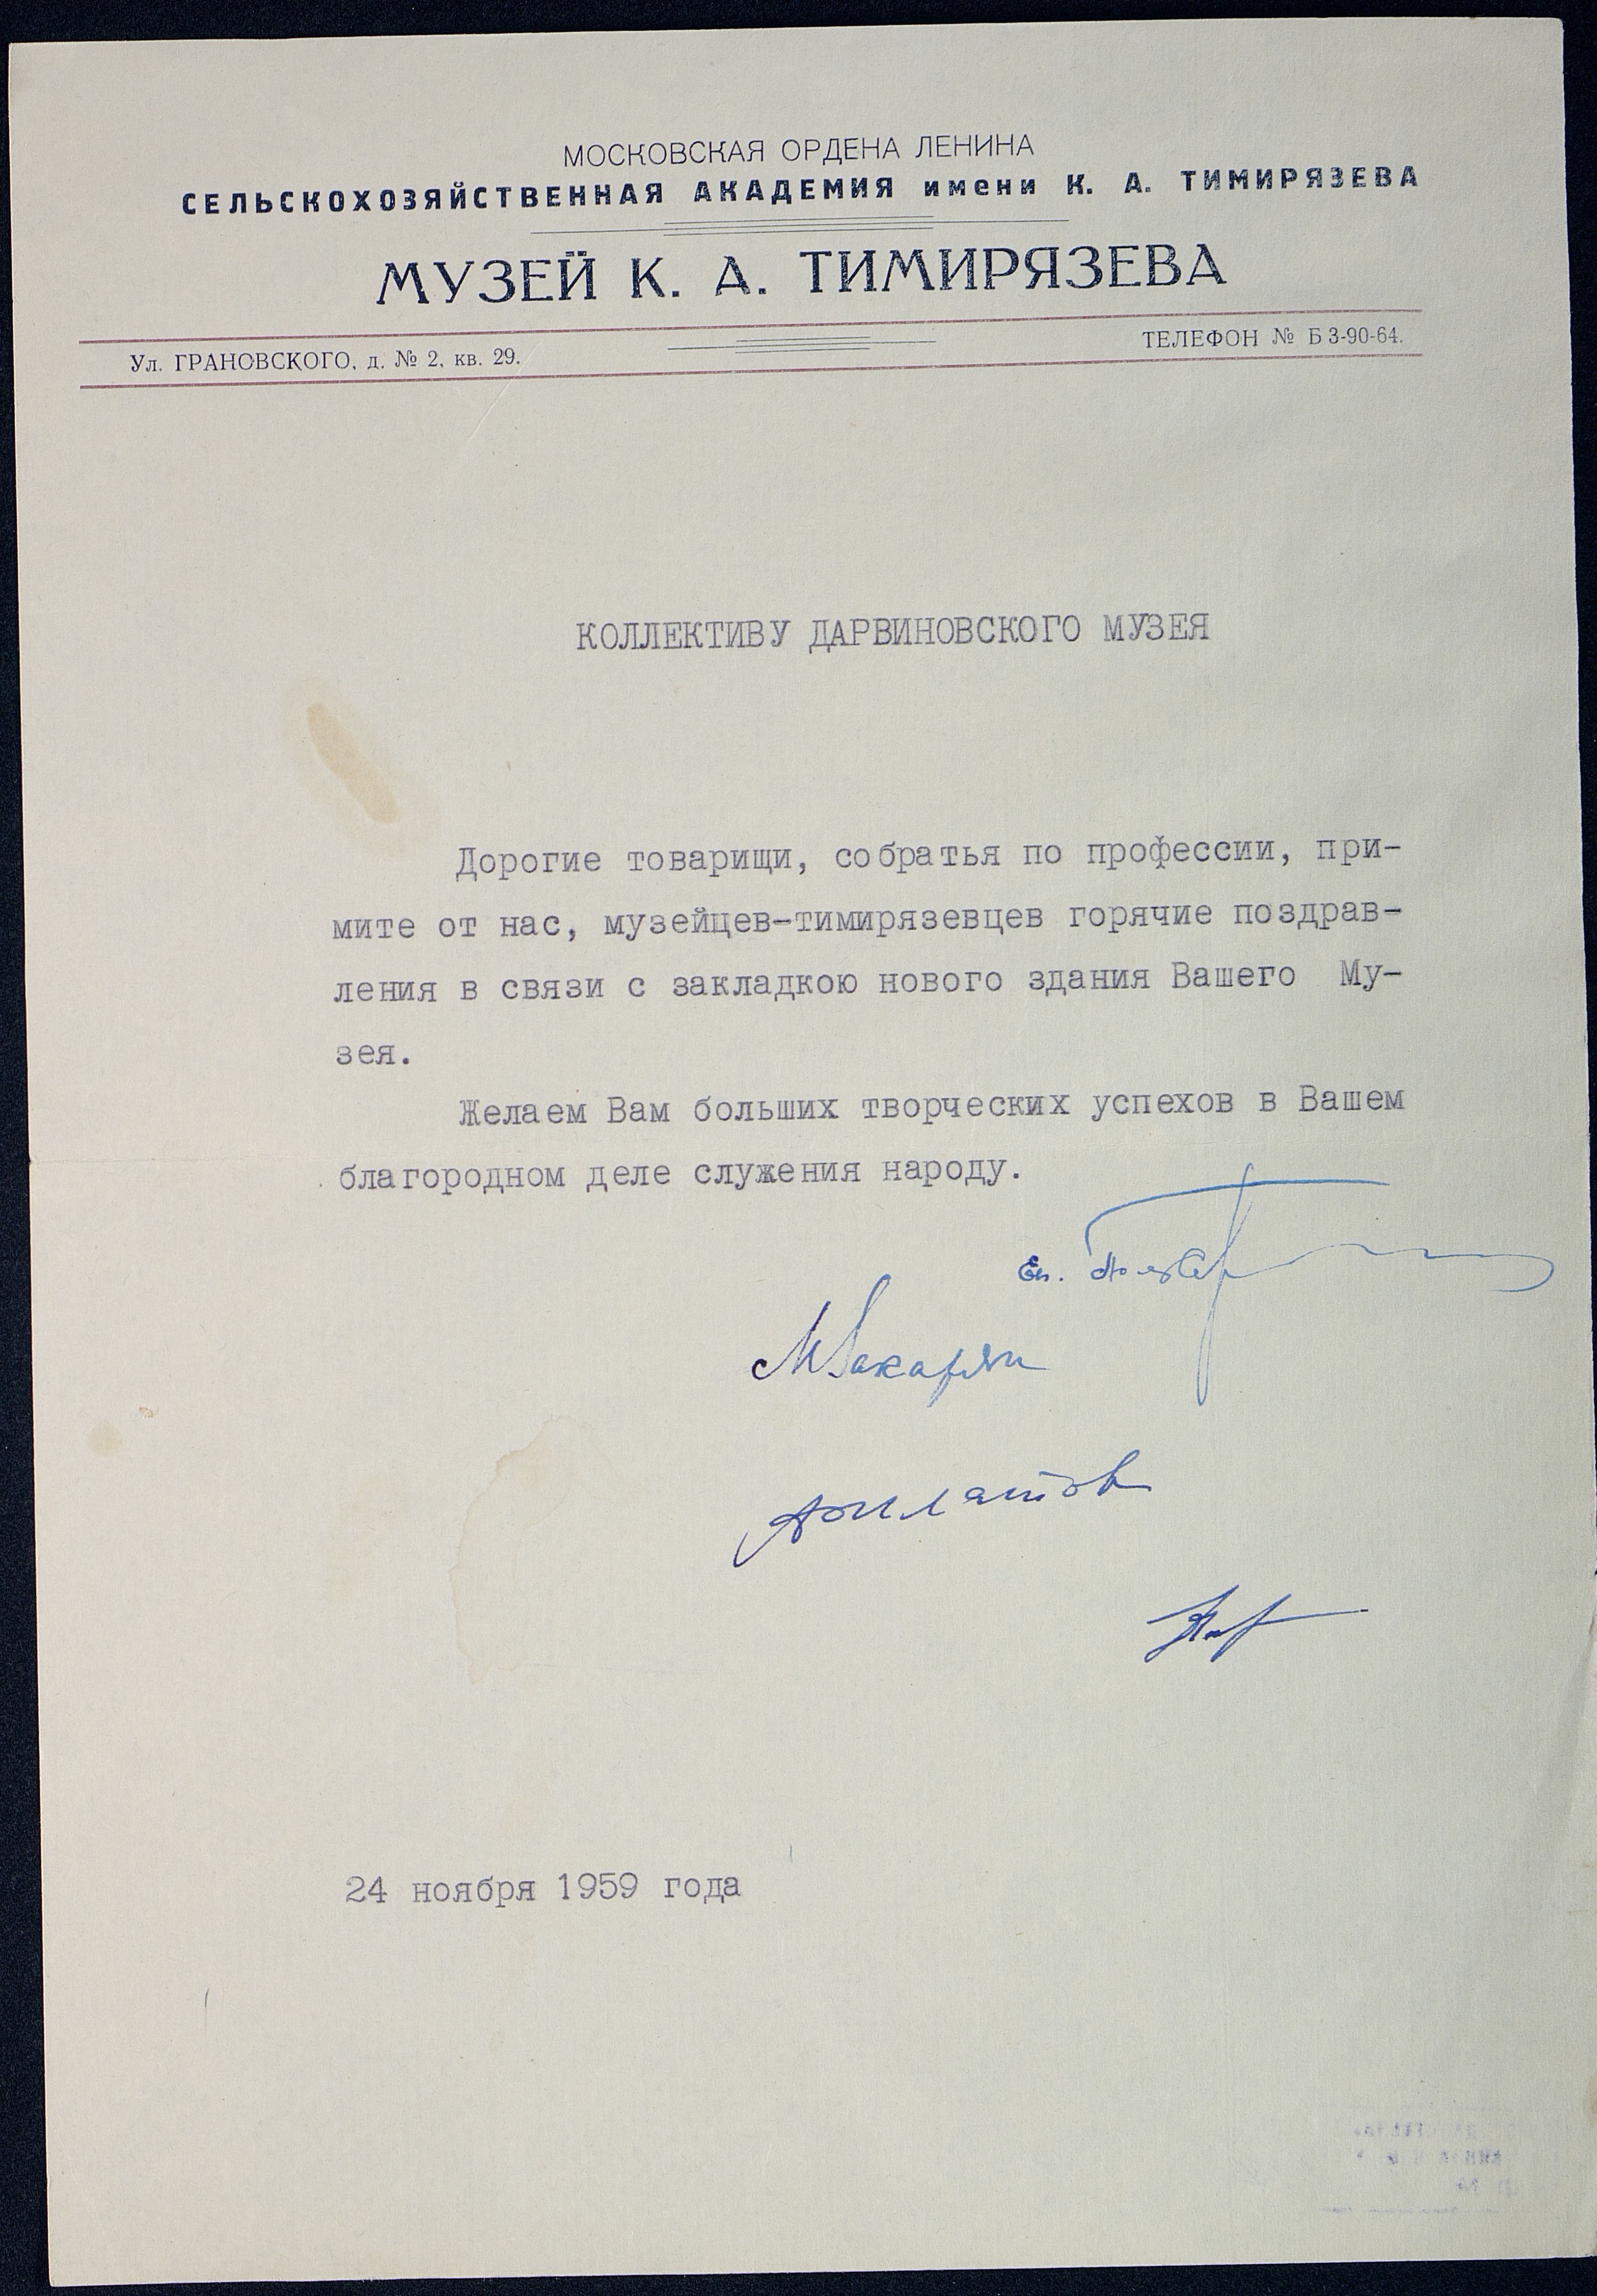 МОСКОВСКАЯ ОРДЕНА ЛЕНИНА
СЕЛЬСКОХОЗЯЙСТВЕННАЯ АКАДЕМИЯ имени К. А. ТИМИРЯЗЕВА
МУЗЕЙ К. А. ТИМИРЯЗЕВА
Ул. ГРАНОВСКОГО, д. № 2, кв. 29.
ТЕЛЕФОН № Б 3-90-64.
КОЛЛЕКТИВУ ДАРВИНОВСКОГО МУЗЕЯ
Дорогие товарищи, собратья по профессии, при-
мите от нас, музейцев-тимирязевцев горячие поздрав-
ления в связи с закладкою нового здания Вашего Му-
зея.
Желаем Вам больших творческих успехов в Вашем
благородном деле служения народу.
24 ноября 1959 года